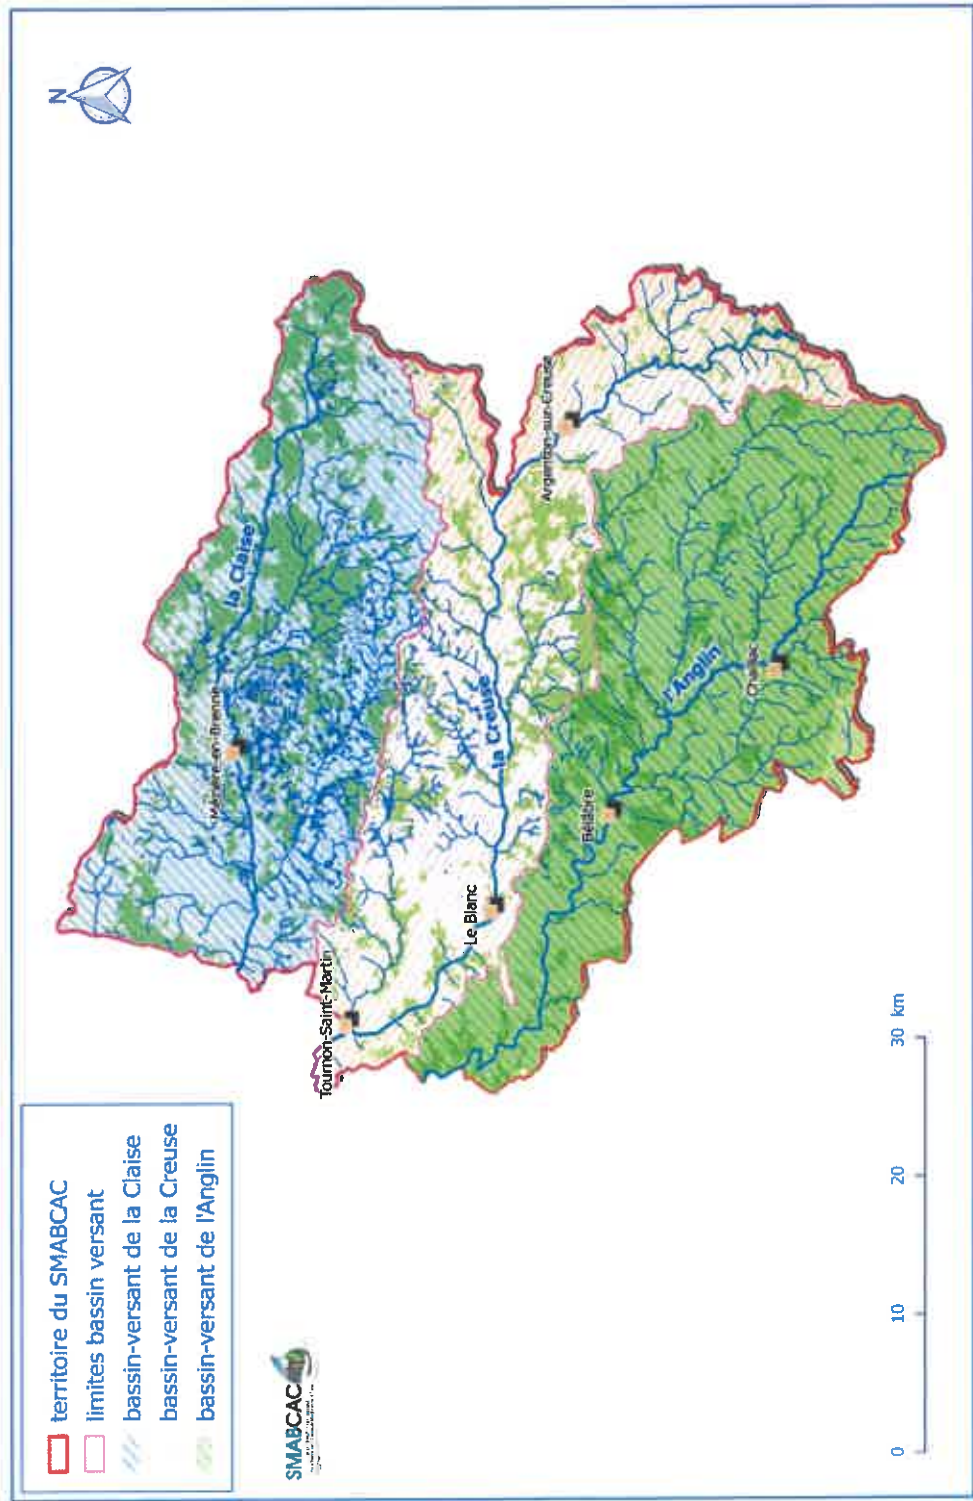 N
territoire du SMABCAC
limites bassin versant
bassin-versant de la Claise
bassin-versant de la Creuse
bassin-versant de l'Anglin
la Claise
Mézière-en-Brenne
Tournon-Saint-Martin
Le Blanc
la Creuse
Argenton-sur-Creuse
Bélâbre
l'Anglin
Chaillac
SMABCAC
0 10 20 30 km